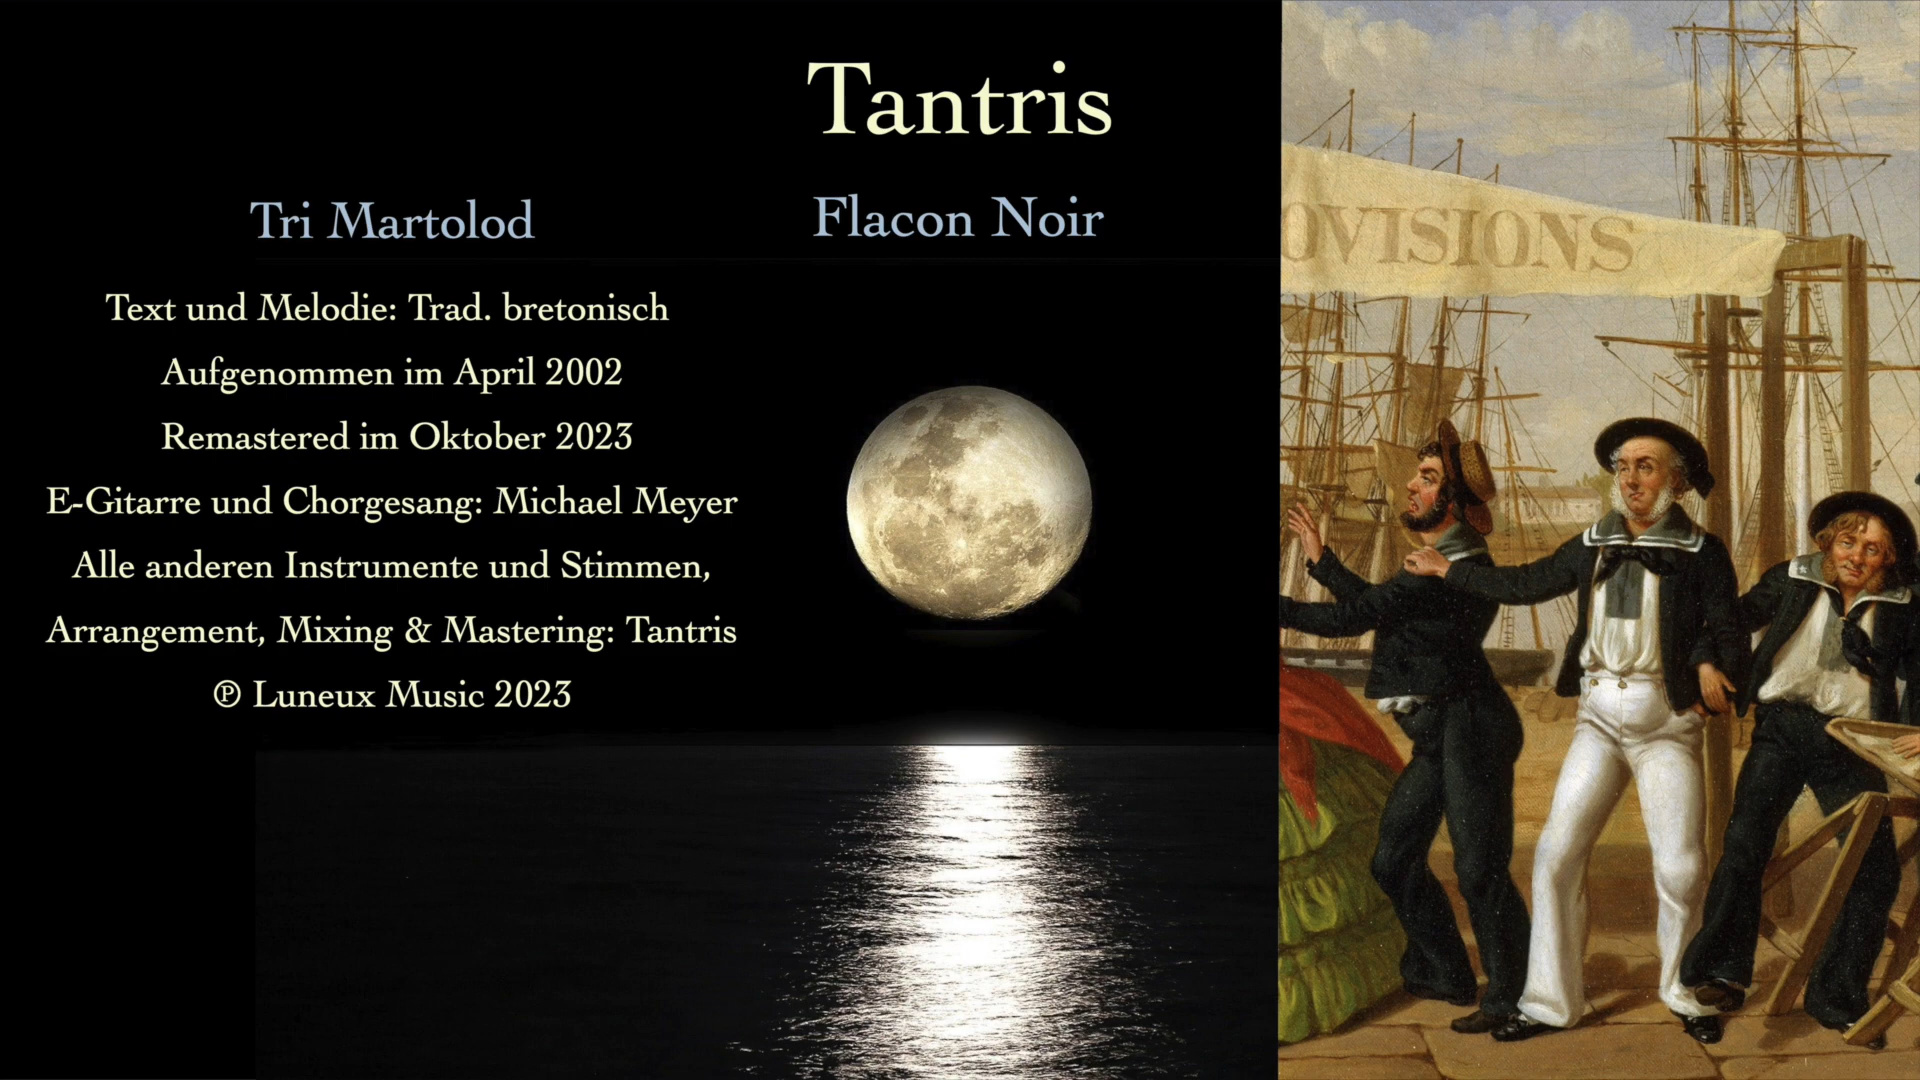 Tantris
Tri Martolod
Flacon Noir
Text und Melodie: Trad. bretonisch
Aufgenommen im April 2002
Remastered im Oktober 2023
E-Gitarre und Chorgesang: Michael Meyer
Alle anderen Instrumente und Stimmen,
Arrangement, Mixing & Mastering: Tantris
℗ Luneux Music 2023
OVISIONS